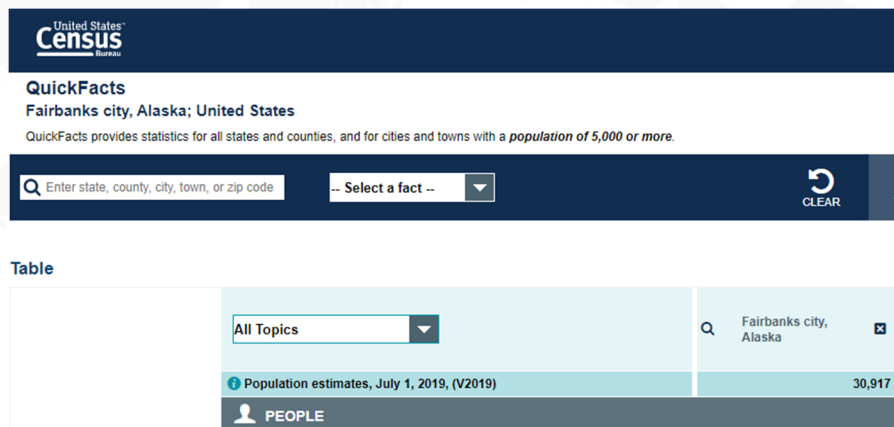 United States™
Census
Bureau
QuickFacts
Fairbanks city, Alaska; United States
QuickFacts provides statistics for all states and counties, and for cities and towns with a population of 5,000 or more.
Enter state, county, city, town, or zip code
-- Select a fact --
CLEAR
Table
All Topics
Fairbanks city,
Alaska
Population estimates, July 1, 2019, (V2019) 30,917
PEOPLE